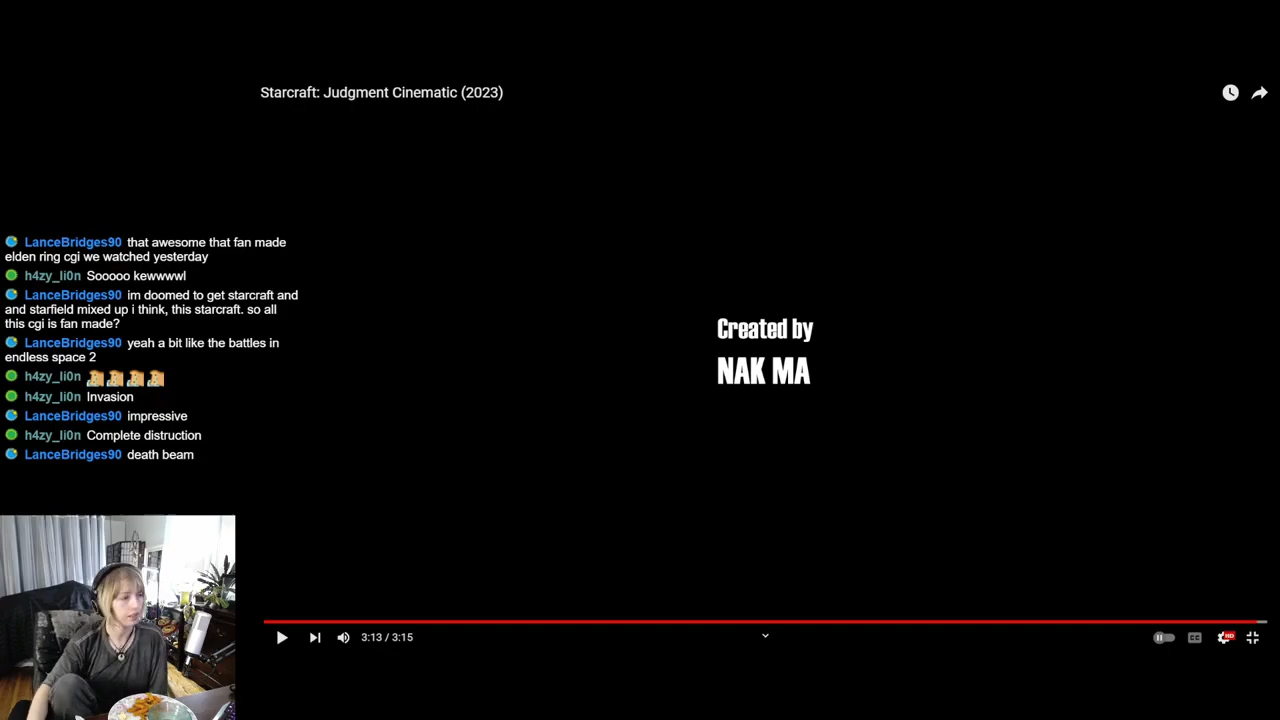 Starcraft: Judgment Cinematic (2023)
LanceBridges90 that awesome that fan made
elden ring cgi we watched yesterday
h4zy_li0n Sooooo kewwwwl
LanceBridges90 im doomed to get starcraft and
and starfield mixed up i think, this starcraft. so all
this cgi is fan made?
LanceBridges90 yeah a bit like the battles in
endless space 2
h4zy_li0n
h4zy_li0n Invasion
LanceBridges90 impressive
h4zy_li0n Complete distruction
LanceBridges90 death beam
Created by
NAK MA
3:13 / 3:15
CC
HD